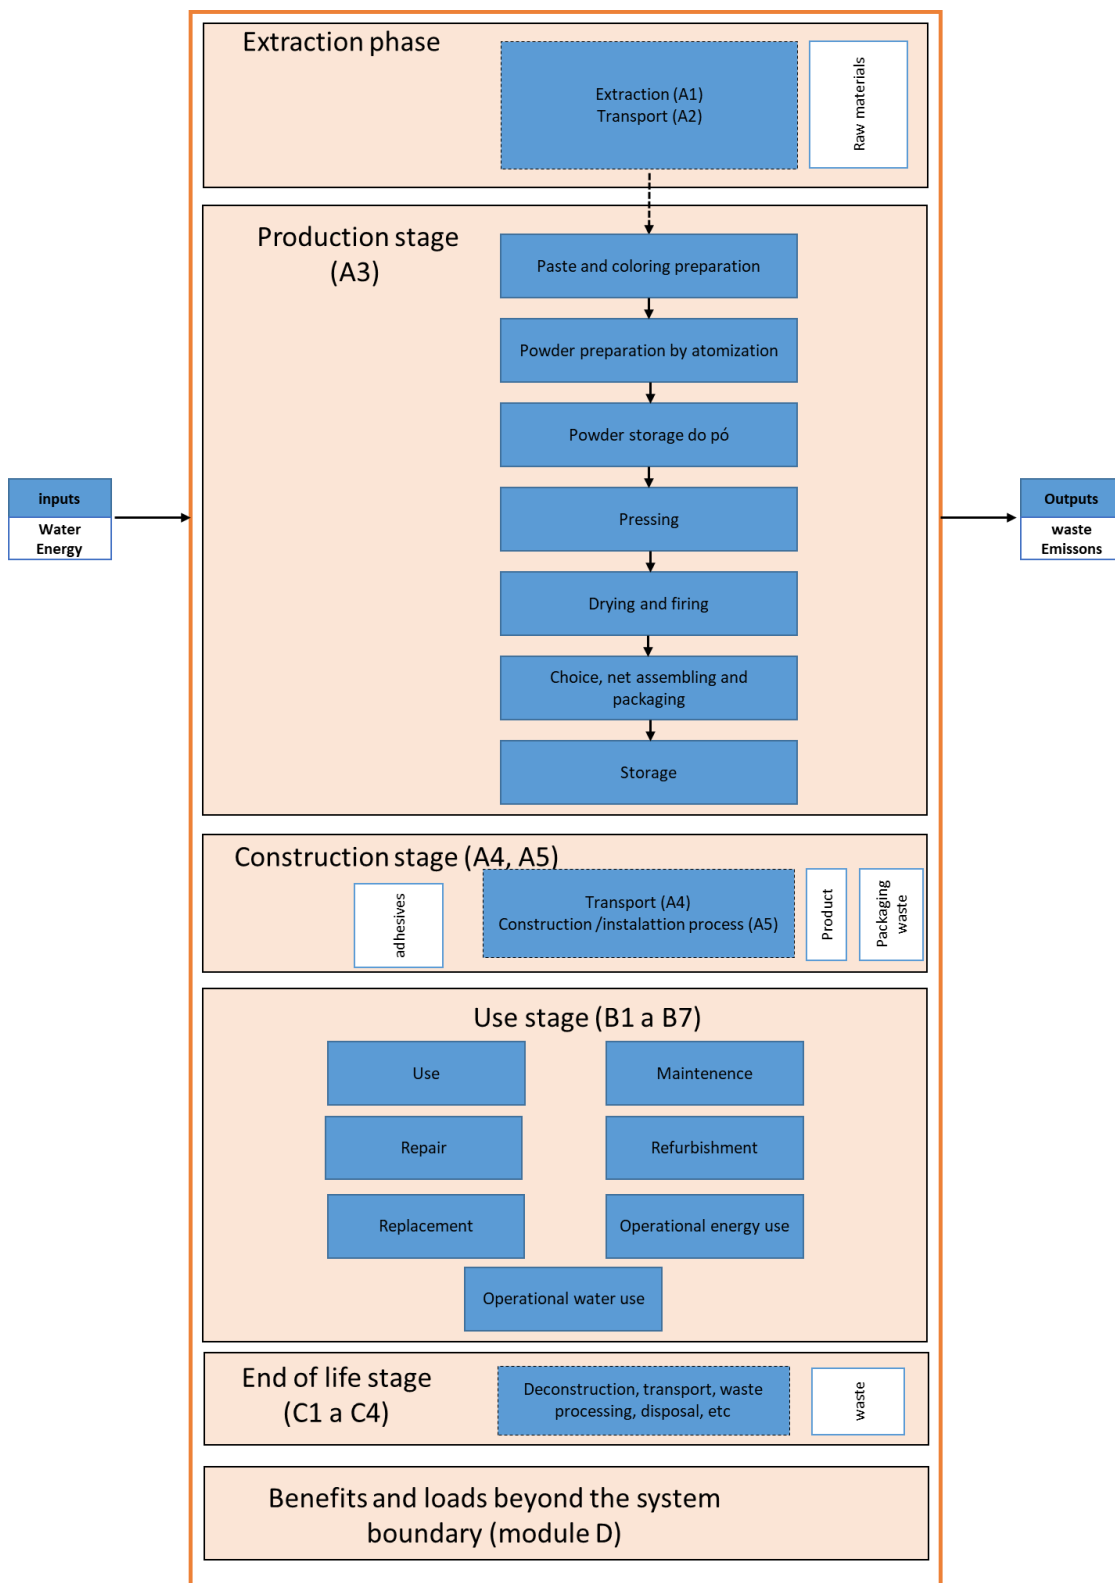 Extraction phase
Extraction (A1)
Transport (A2)
Raw materials
Production stage
(A3)
Paste and coloring preparation
Powder preparation by atomization
Powder storage do pó
Pressing
Drying and firing
Choice, net assembling and
packaging
Storage
inputs
Water
Energy
Outputs
waste
Emissons
Construction stage (A4, A5)
adhesives
Transport (A4)
Construction /instalattion process (A5)
Product
Packaging
waste
Use stage (B1 a B7)
Use
Maintenence
Repair
Refurbishment
Replacement
Operational energy use
Operational water use
End of life stage
(C1 a C4)
Deconstruction, transport, waste
processing, disposal, etc
waste
Benefits and loads beyond the system
boundary (module D)